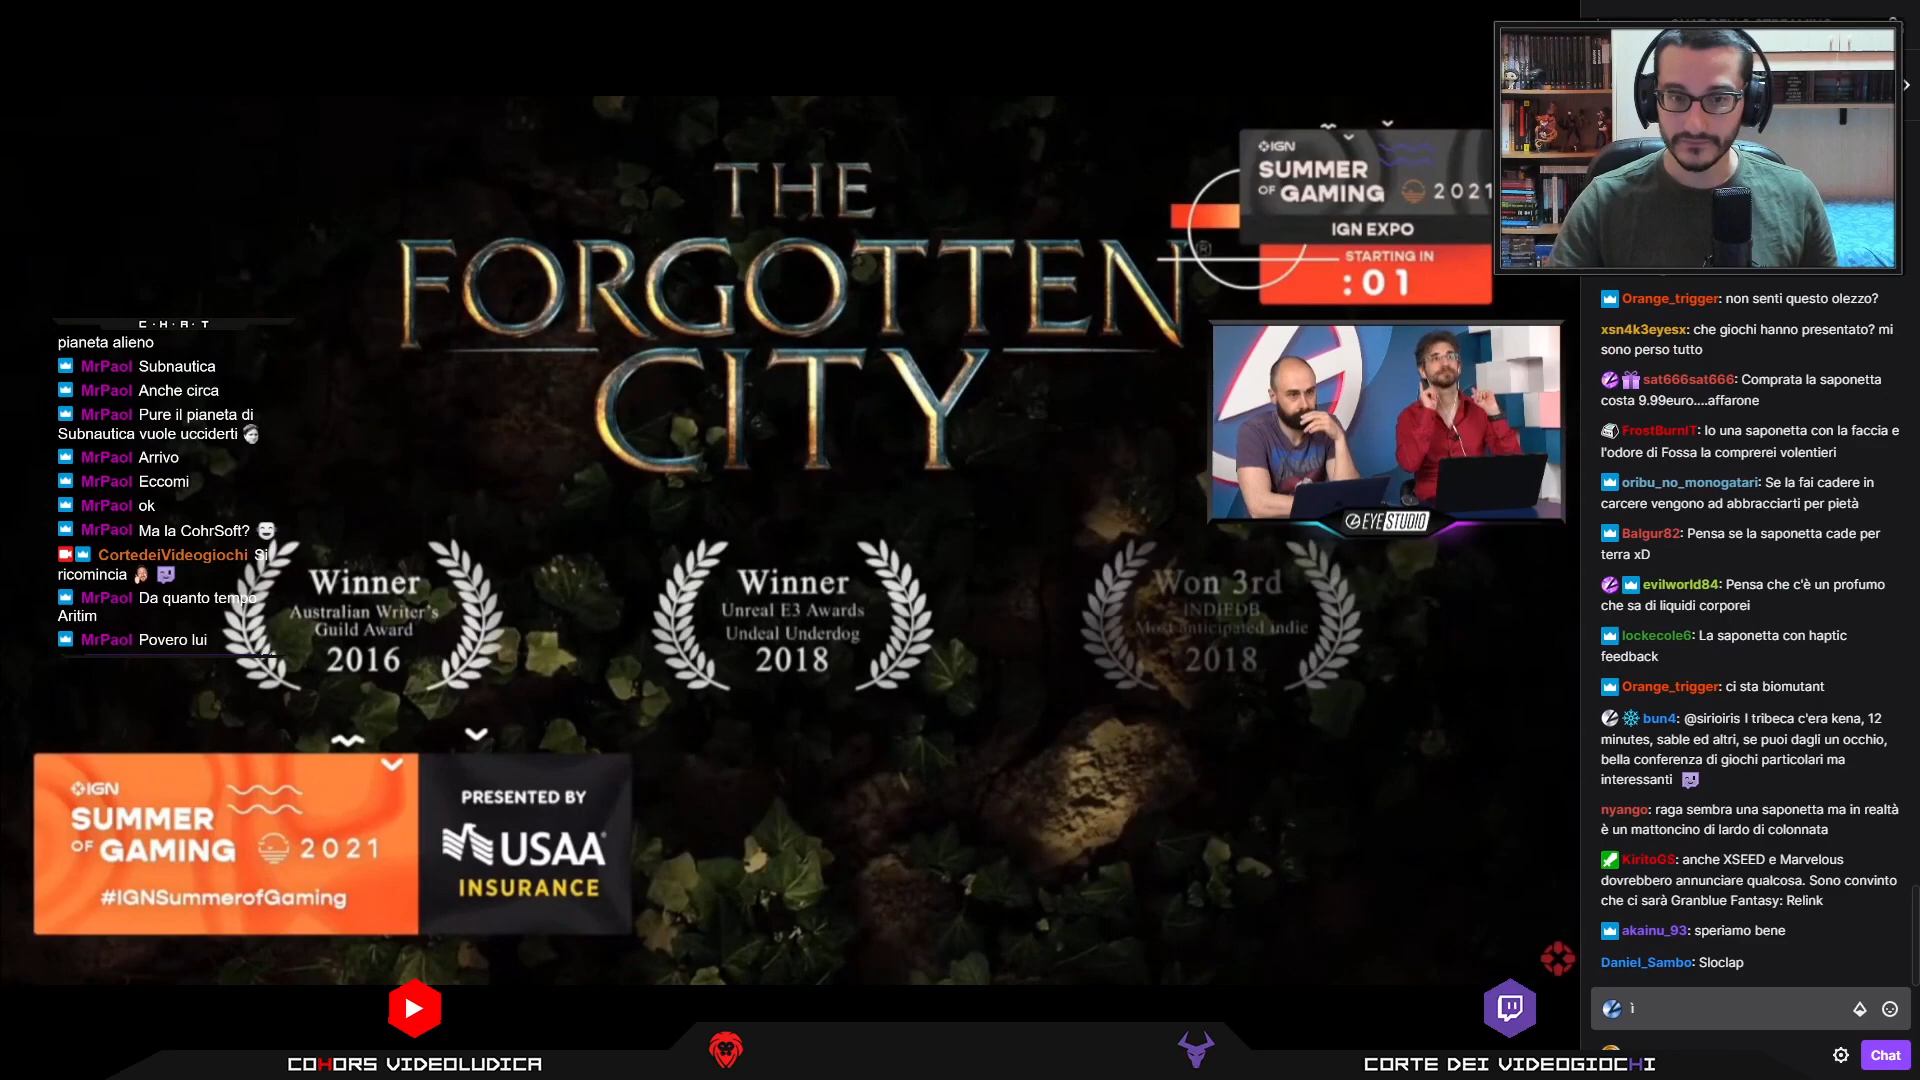 THE
FORGOTTEN
CITY
IGN
SUMMER
OF GAMING 2021
IGN EXPO
STARTING IN
:01
EYESTUDIO
C·H·A·T
pianeta alieno
MrPaol Subnautica
MrPaol Anche circa
MrPaol Pure il pianeta di
Subnautica vuole ucciderti
MrPaol Arrivo
MrPaol Eccomi
MrPaol ok
MrPaol Ma la CohrSoft?
CortedeiVideogiochi Si
ricomincia
MrPaol Da quanto tempo
Aritim
MrPaol Povero lui
Winner
Australian Writer's
Guild Award
2016
Winner
Unreal E3 Awards
Undeal Underdog
2018
Won 3rd
INDIEDB
Most anticipated indie
2018
IGN
SUMMER
OF GAMING 2021
#IGNSummerofGaming
PRESENTED BY
USAA
INSURANCE
COHORS VIDEOLUDICA
CORTE DEI VIDEOGIOCHI
Orange_trigger: non senti questo olezzo?
xsn4k3eyesx: che giochi hanno presentato? mi
sono perso tutto
sat666sat666: Comprata la saponetta
costa 9.99euro....affarone
FrostBurnIT: Io una saponetta con la faccia e
l'odore di Fossa la comprerei volentieri
oribu_no_monogatari: Se la fai cadere in
carcere vengono ad abbracciarti per pietà
Balgur82: Pensa se la saponetta cade per
terra xD
evilworld84: Pensa che c'è un profumo
che sa di liquidi corporei
lockecole6: La saponetta con haptic
feedback
Orange_trigger: ci sta biomutant
bun4: @sirioiris I tribeca c'era kena, 12
minutes, sable ed altri, se puoi dagli un occhio,
bella conferenza di giochi particolari ma
interessanti
nyango: raga sembra una saponetta ma in realtà
è un mattoncino di lardo di colonnata
KiritoGS: anche XSEED e Marvelous
dovrebbero annunciare qualcosa. Sono convinto
che ci sarà Granblue Fantasy: Relink
akainu_93: speriamo bene
Daniel_Sambo: Sloclap
ì
Chat